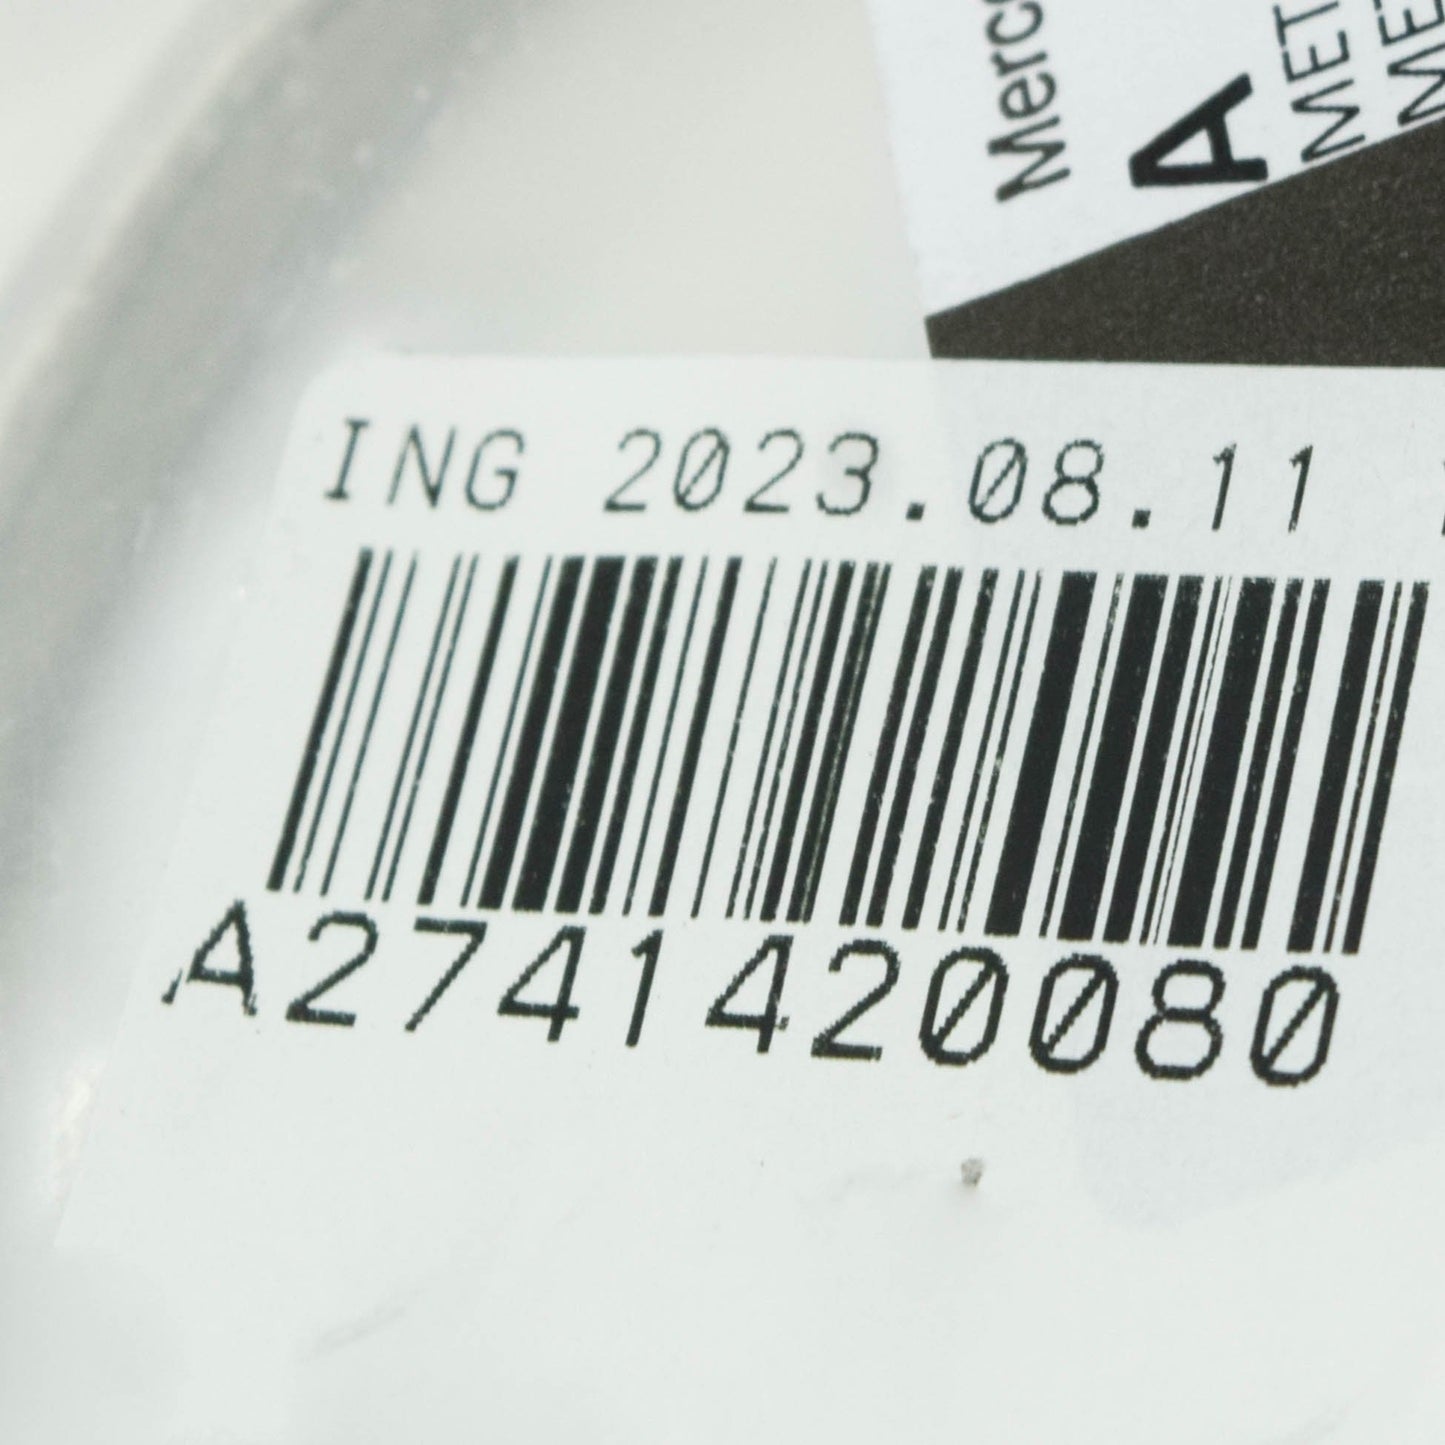 Merc
A
MET
ME
ING 2023.08.11
A2741420080